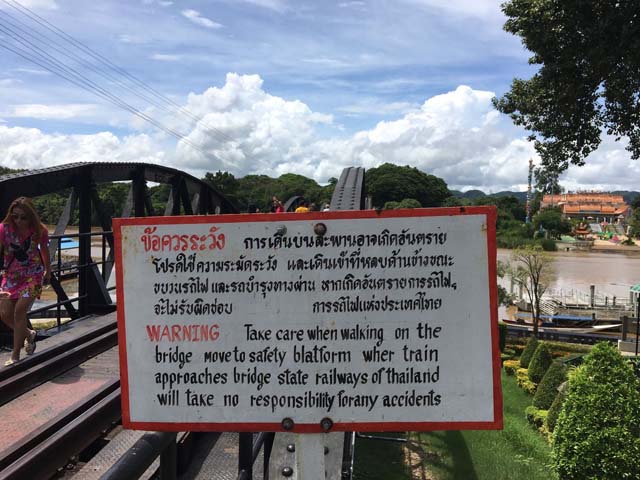 ข้อควรระวัง การเดินบนสะพานอาจเกิดอันตราย
โปรดใช้ความระมัดระวัง และเดินเข้าที่หลบด้านข้างขณะ
ขบวนรถไฟ และรถบำรุงทางผ่าน หากเกิดอันตรายการรถไฟฯ
จะไม่รับผิดชอบ การรถไฟแห่งประเทศไทย
WARNING Take care when walking on the
bridge move to safety blatform wher train
approaches bridge state railways of thailand
will take no responsibility for any accidents